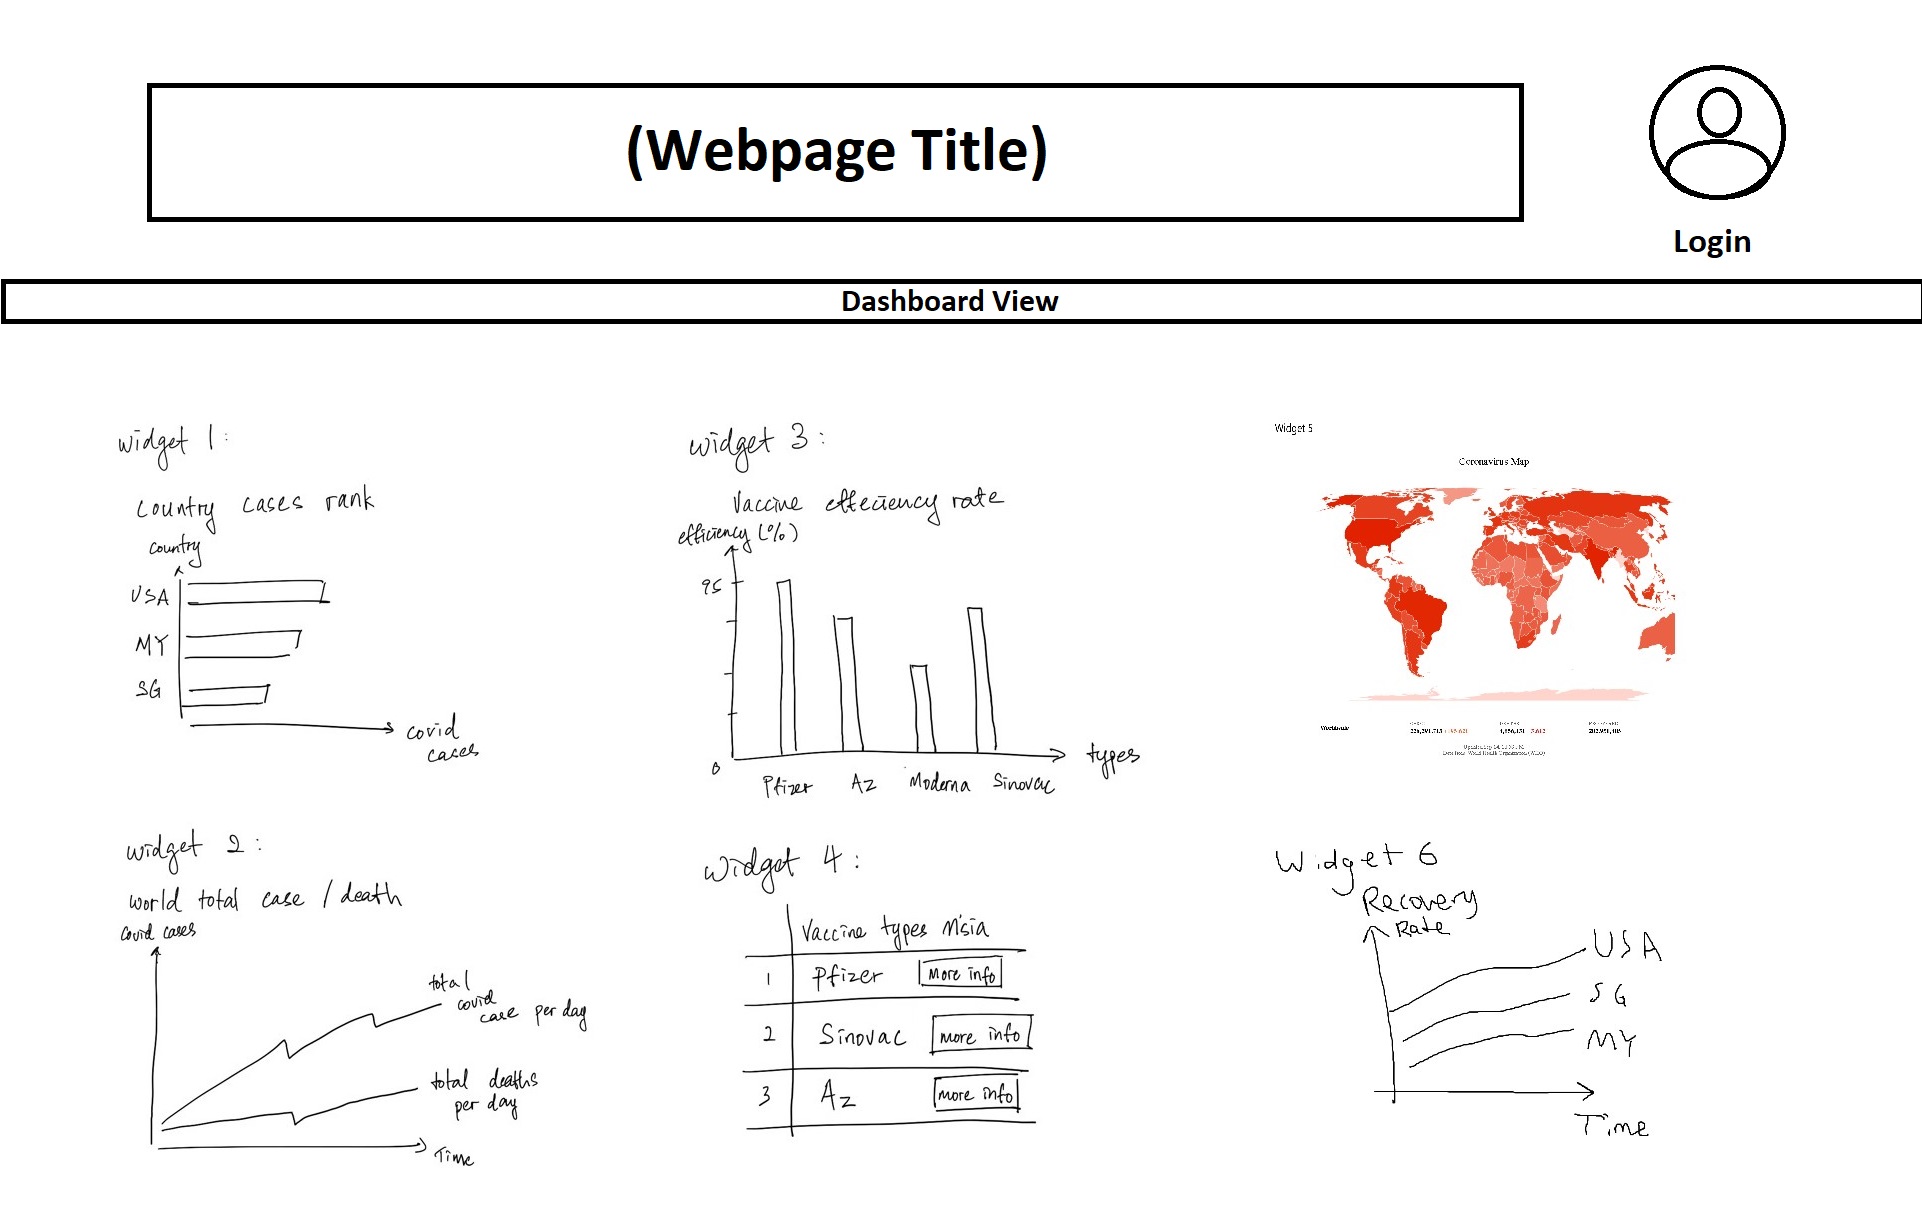 (Webpage Title)
Login
Dashboard View
widget 1:
country cases rank
country
USA
MY
SG
covid
cases
widget 2:
world total case / death
covid cases
total
covid
case per day
total deaths
per day
Time
widget 3:
Vaccine effeciency rate
efficiency (%)
95
0
Pfizer AZ Moderna Sinovac
types
widget 4:
Vaccine types M'sia
1 Pfizer More info
2 Sinovac more info
3 AZ more info
Widget 5
Coronavirus Map
Worldwide
Widget 6
Recovery
Rate
USA
SG
MY
Time